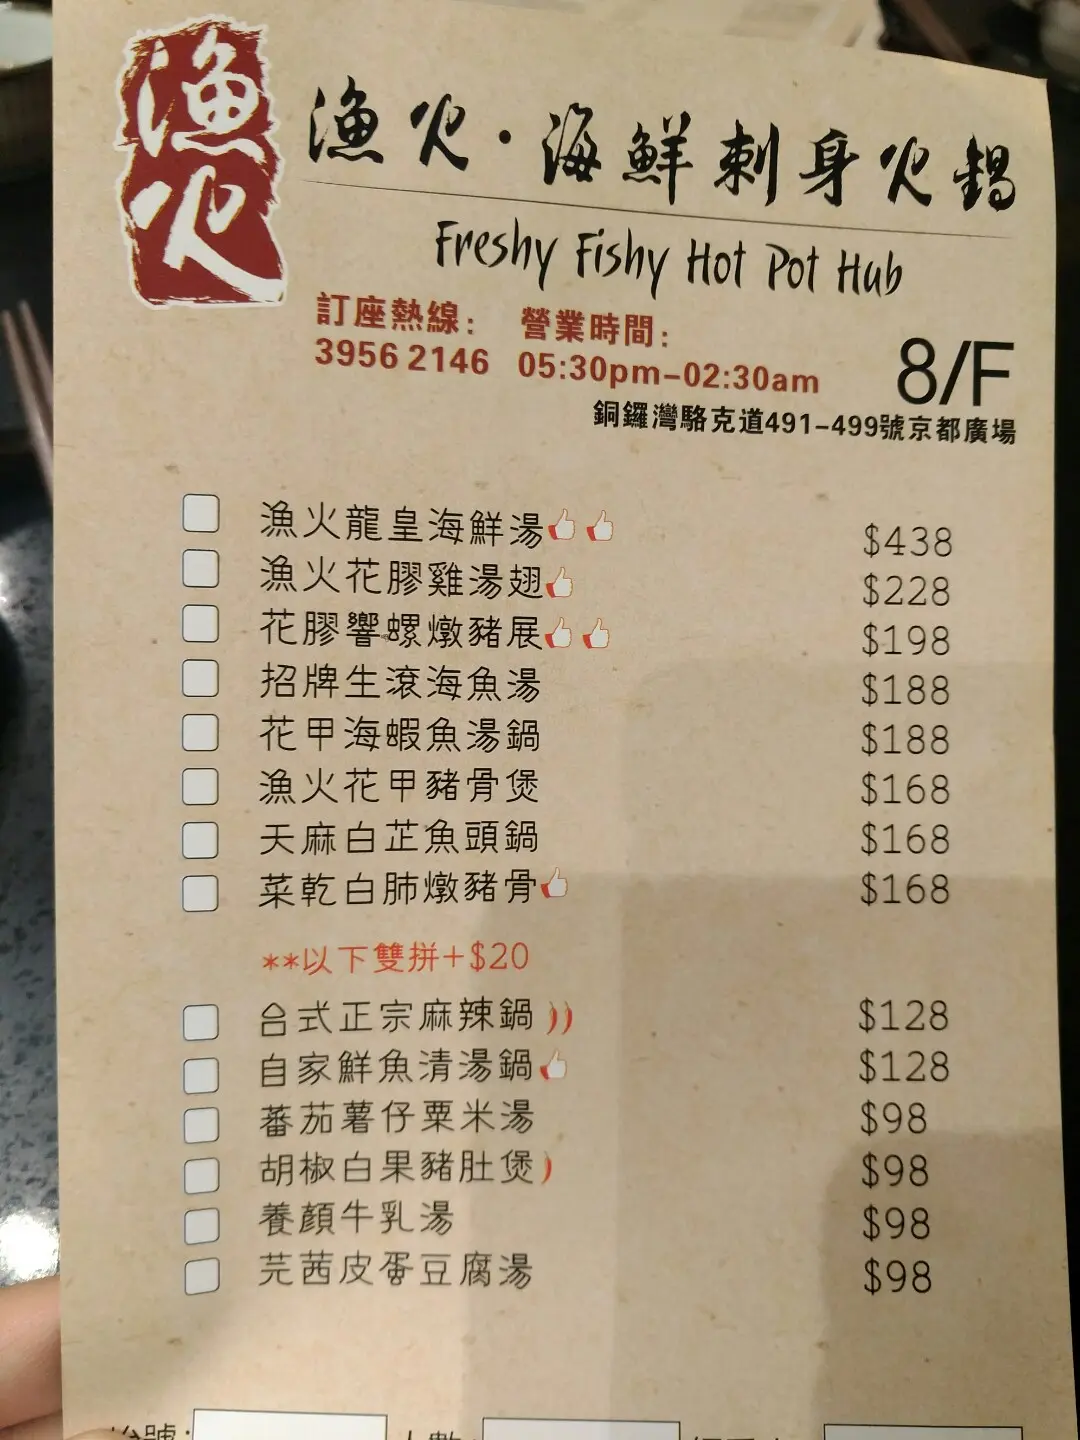 漁火
漁火·海鮮刺身火鍋
Freshy Fishy Hot Pot Hub
訂座熱線: 營業時間:
3956 2146 05:30pm-02:30am
8/F
銅鑼灣駱克道491-499號京都廣場
漁火龍皇海鮮湯 $438
漁火花膠雞湯翅 $228
花膠響螺燉豬展 $198
招牌生滾海魚湯 $188
花甲海蝦魚湯鍋 $188
漁火花甲豬骨煲 $168
天麻白芷魚頭鍋 $168
菜乾白肺燉豬骨 $168
**以下雙拼+$20
台式正宗麻辣鍋 $128
自家鮮魚清湯鍋 $128
蕃茄薯仔粟米湯 $98
胡椒白果豬肚煲 $98
養顏牛乳湯 $98
芫茜皮蛋豆腐湯 $98